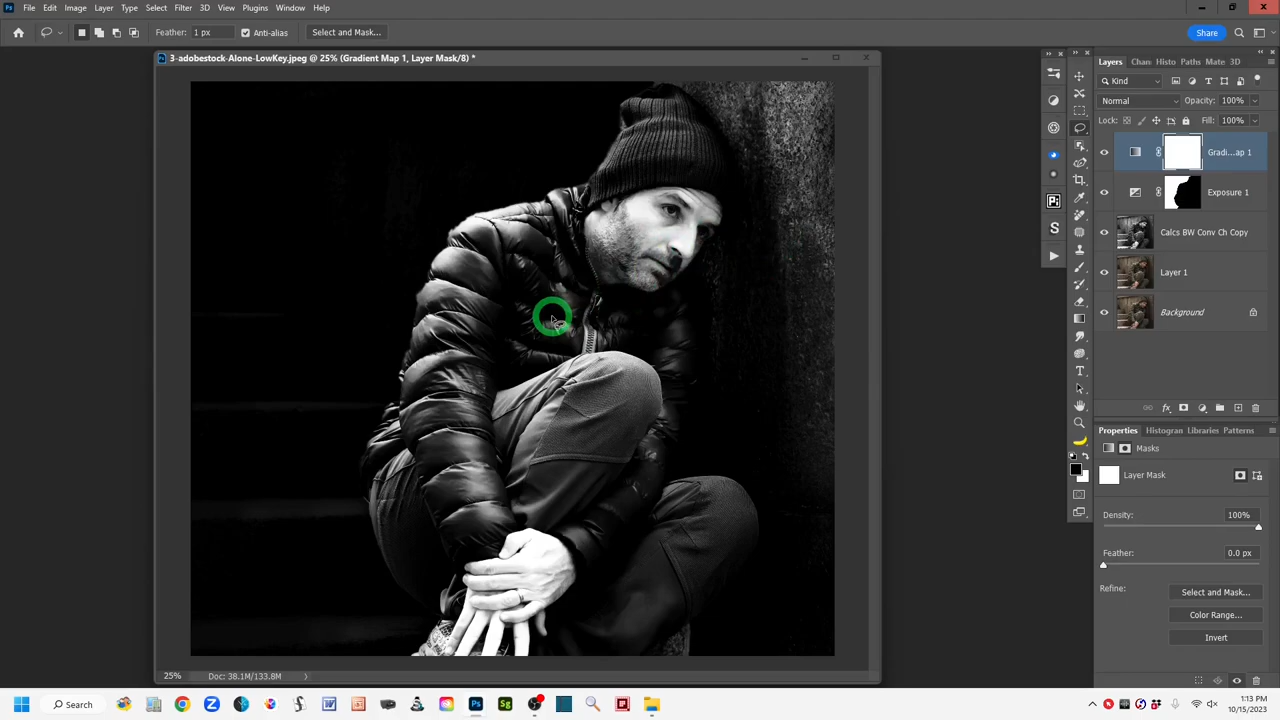 File Edit Image Layer Type Select Filter 3D View Plugins Window Help
Feather: 1 px Anti-alias Select and Mask... Share
3-adobestock-Alone-LowKey.jpeg @ 25% (Gradient Map 1, Layer Mask/8) *
Layers Chan Histo Paths Mate 3D
Kind
Normal Opacity: 100%
Lock: Fill: 100%
Gradi...ap 1
Exposure 1
Calcs BW Conv Ch Copy
Layer 1
Background
Properties Histogran Libraries Patterns
Masks
Layer Mask
Density: 100%
Feather: 0.0 px
Refine: Select and Mask...
Color Range...
Invert
25% Doc: 38.1M/133.8M
Search
1:13 PM
10/15/2023